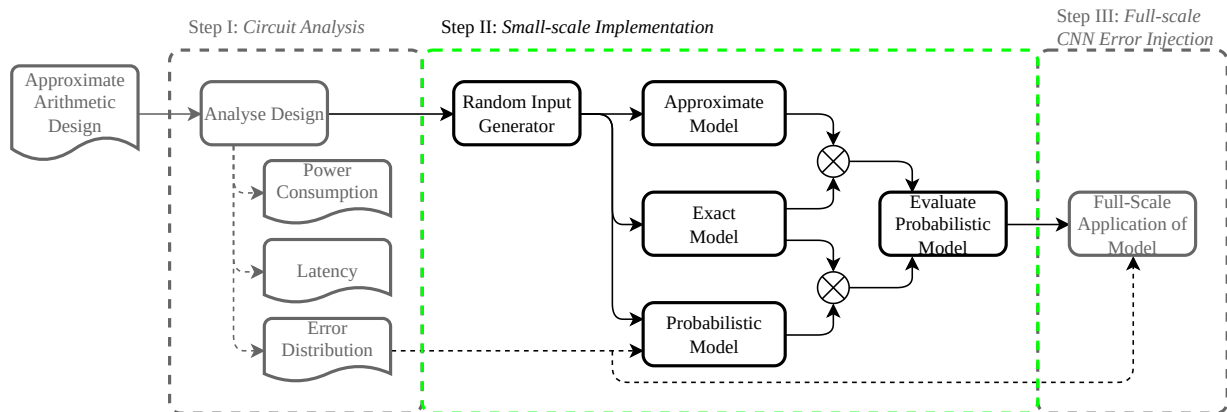 Step I: Circuit Analysis
Step II: Small-scale Implementation
Step III: Full-scale
CNN Error Injection
Approximate
Arithmetic
Design
Analyse Design
Power
Consumption
Latency
Error
Distribution
Random Input
Generator
Approximate
Model
Exact
Model
Probabilistic
Model
Evaluate
Probabilistic
Model
Full-Scale
Application of
Model